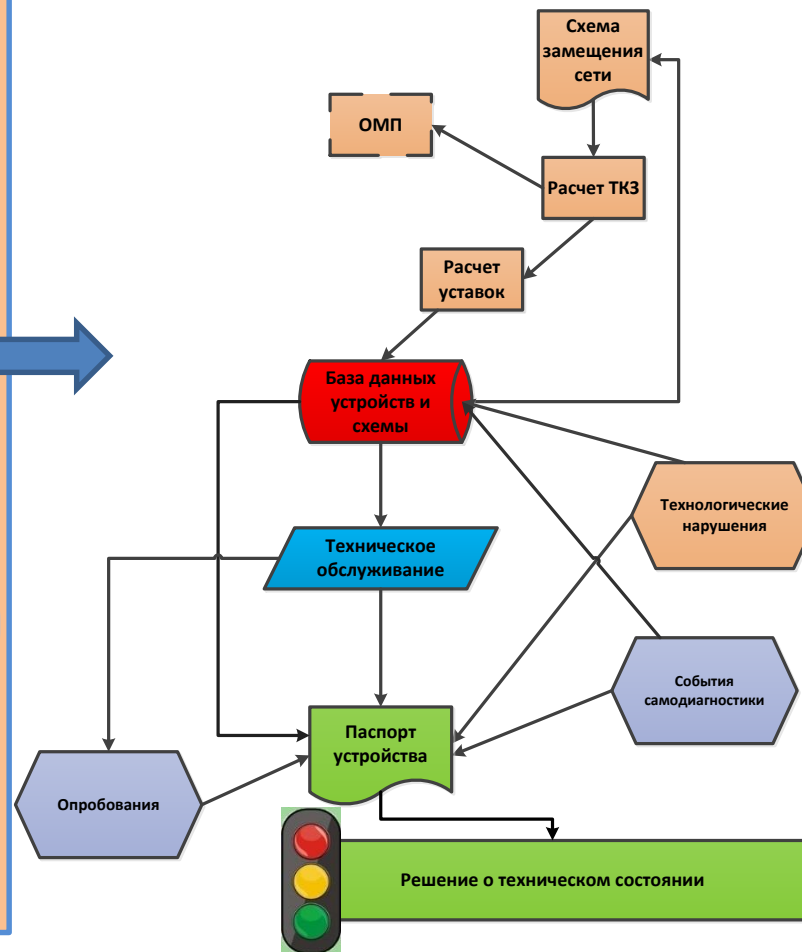 Схема
замещения
сети
ОМП
Расчет ТКЗ
Расчет
уставок
База данных
устройств и
схемы
Технологические
нарушения
Техническое
обслуживание
События
самодиагностики
Паспорт
устройства
Опробования
Решение о техническом состоянии